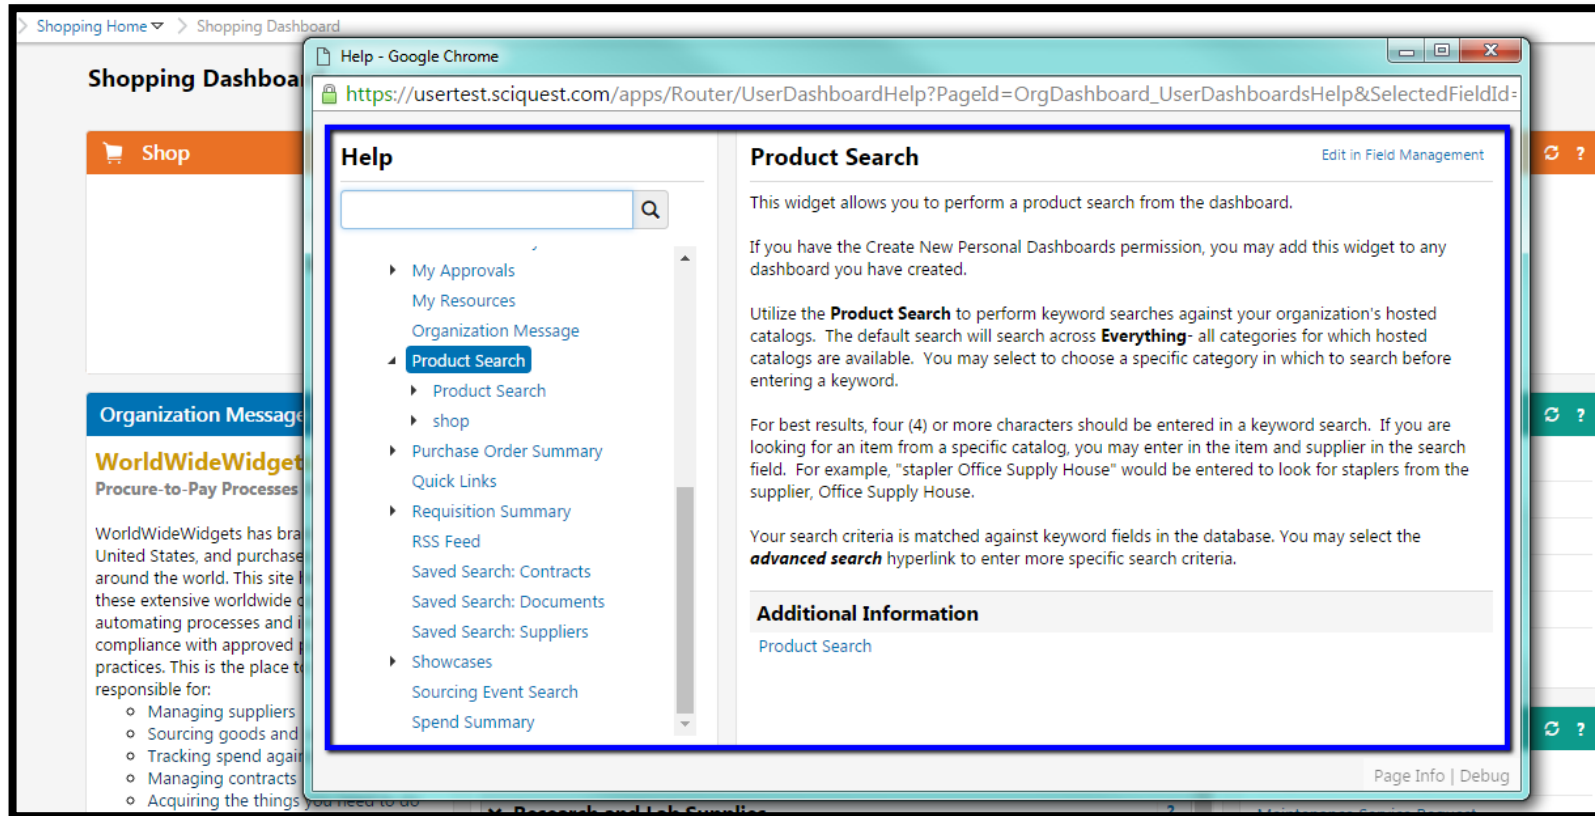 Shopping Home
Shopping Dashboard
Shopping Dashboa
Shop
?
Organization Message
?
WorldWideWidget
Procure-to-Pay Processes
WorldWideWidgets has bra
United States, and purchase
around the world. This site
these extensive worldwide
automating processes and i
compliance with approved
practices. This is the place to
responsible for:
Managing suppliers
Sourcing goods and
Tracking spend again
Managing contracts
Acquiring the things you need to do
Help - Google Chrome
https://usertest.sciquest.com/apps/Router/UserDashboardHelp?PageId=OrgDashboard_UserDashboardsHelp&SelectedFieldId=
Help
My Approvals
My Resources
Organization Message
Product Search
Product Search
shop
Purchase Order Summary
Quick Links
Requisition Summary
RSS Feed
Saved Search: Contracts
Saved Search: Documents
Saved Search: Suppliers
Showcases
Sourcing Event Search
Spend Summary
Product Search
Edit in Field Management
This widget allows you to perform a product search from the dashboard.
If you have the Create New Personal Dashboards permission, you may add this widget to any
dashboard you have created.
Utilize the Product Search to perform keyword searches against your organization's hosted
catalogs. The default search will search across Everything- all categories for which hosted
catalogs are available. You may select to choose a specific category in which to search before
entering a keyword.
For best results, four (4) or more characters should be entered in a keyword search. If you are
looking for an item from a specific catalog, you may enter in the item and supplier in the search
field. For example, "stapler Office Supply House" would be entered to look for staplers from the
supplier, Office Supply House.
Your search criteria is matched against keyword fields in the database. You may select the
advanced search hyperlink to enter more specific search criteria.
Additional Information
Product Search
Page Info | Debug
?
Research and Lab Supplies
?
Maintenance Service Request